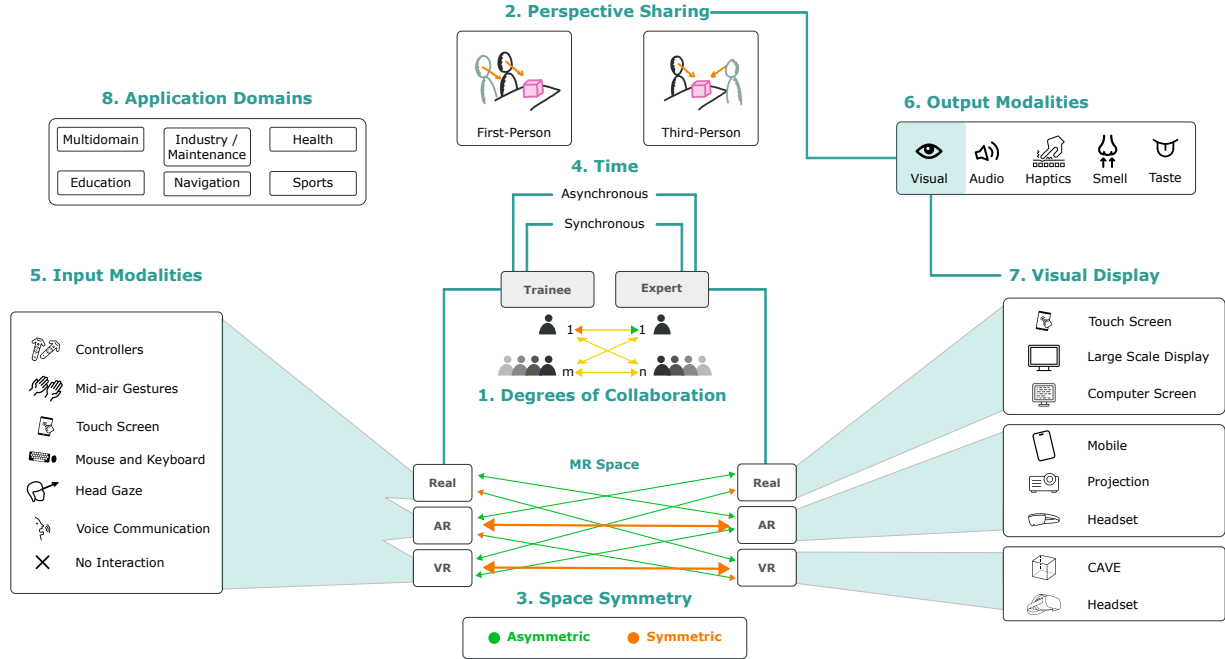 2. Perspective Sharing
First-Person
Third-Person
8. Application Domains
Multidomain
Industry /
Maintenance
Health
Education
Navigation
Sports
6. Output Modalities
Visual
Audio
Haptics
Smell
Taste
4. Time
Asynchronous
Synchronous
Trainee
Expert
1
1
m
n
1. Degrees of Collaboration
5. Input Modalities
Controllers
Mid-air Gestures
Touch Screen
Mouse and Keyboard
Head Gaze
Voice Communication
No Interaction
7. Visual Display
Touch Screen
Large Scale Display
Computer Screen
Mobile
Projection
Headset
CAVE
Headset
MR Space
Real
Real
AR
AR
VR
VR
3. Space Symmetry
Asymmetric
Symmetric